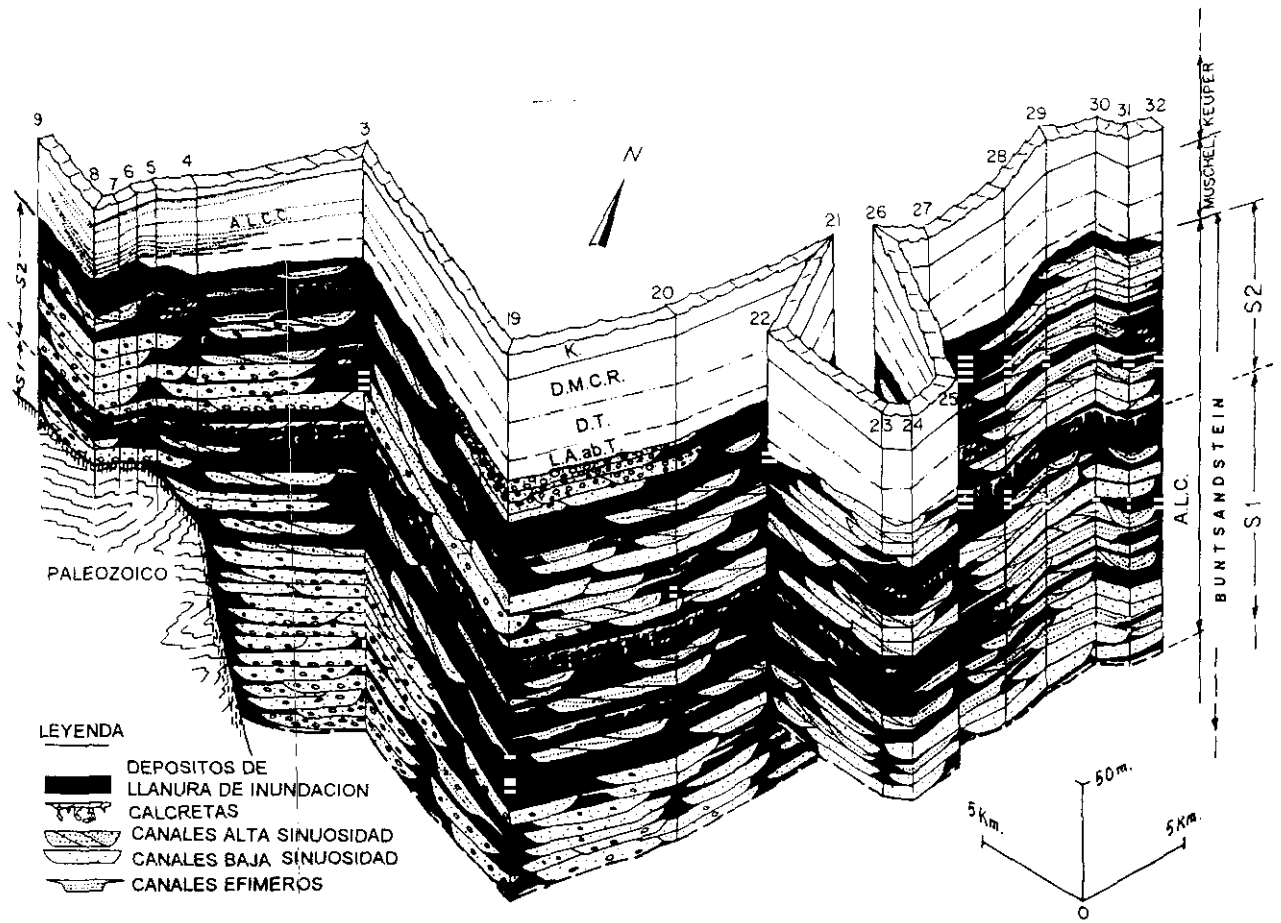 9
8
7
6
5
4
3
19
20
21
22
23
24
25
26
27
28
29
30
31
32
N
A.L.C.C.
K
D.M.C.R.
D.T.
L.A.ab.T.
S2
S1
PALEOZOICO
KEUPER
MUSCHEL.
A.L.C.
BUNTSANDSTEIN
S2
S1
LEYENDA
DEPOSITOS DE
LLANURA DE INUNDACION
CALCRETAS
CANALES ALTA SINUOSIDAD
CANALES BAJA SINUOSIDAD
CANALES EFIMEROS
50 m.
5 Km.
5 Km.
0